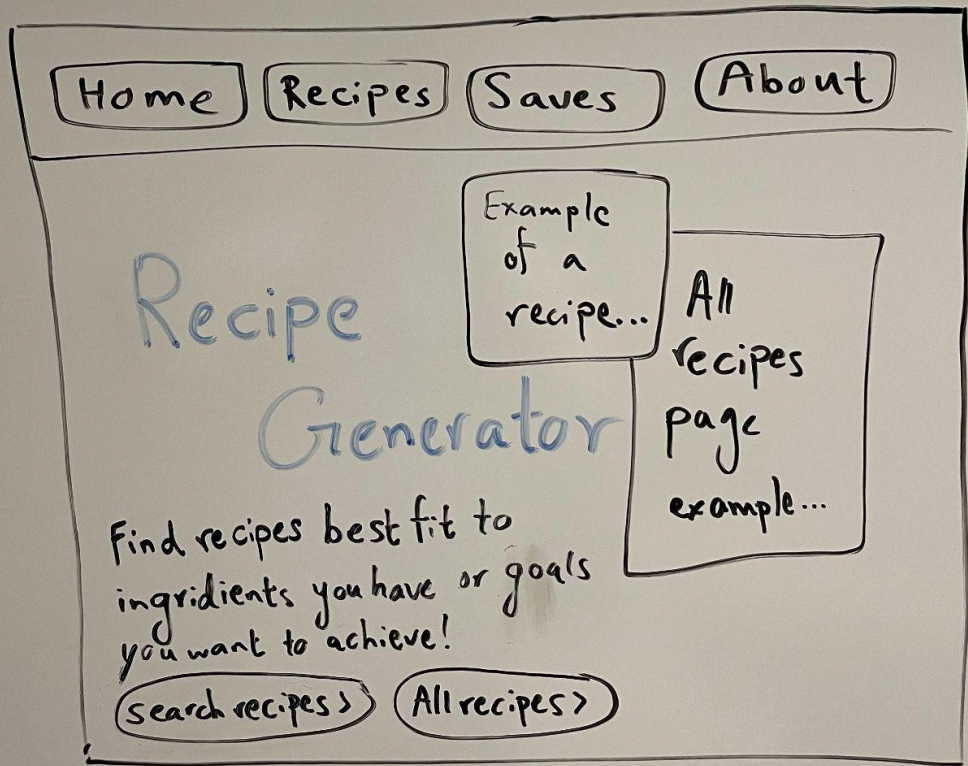 Home Recipes Saves About
Example
of a
recipe...
All
recipes
page
example...
Recipe
Generator
Find recipes best fit to
ingridients you have or goals
you want to achieve!
search recipes > All recipes >